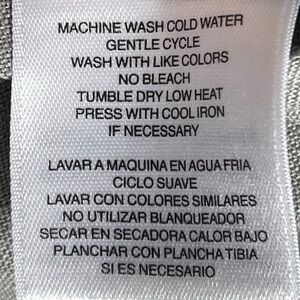 MACHINE WASH COLD WATER
GENTLE CYCLE
WASH WITH LIKE COLORS
NO BLEACH
TUMBLE DRY LOW HEAT
PRESS WITH COOL IRON
IF NECESSARY
LAVAR A MAQUINA EN AGUA FRIA
CICLO SUAVE
LAVAR CON COLORES SIMILARES
NO UTILIZAR BLANQUEADOR
SECAR EN SECADORA CALOR BAJO
PLANCHAR CON PLANCHA TIBIA
SI ES NECESARIO